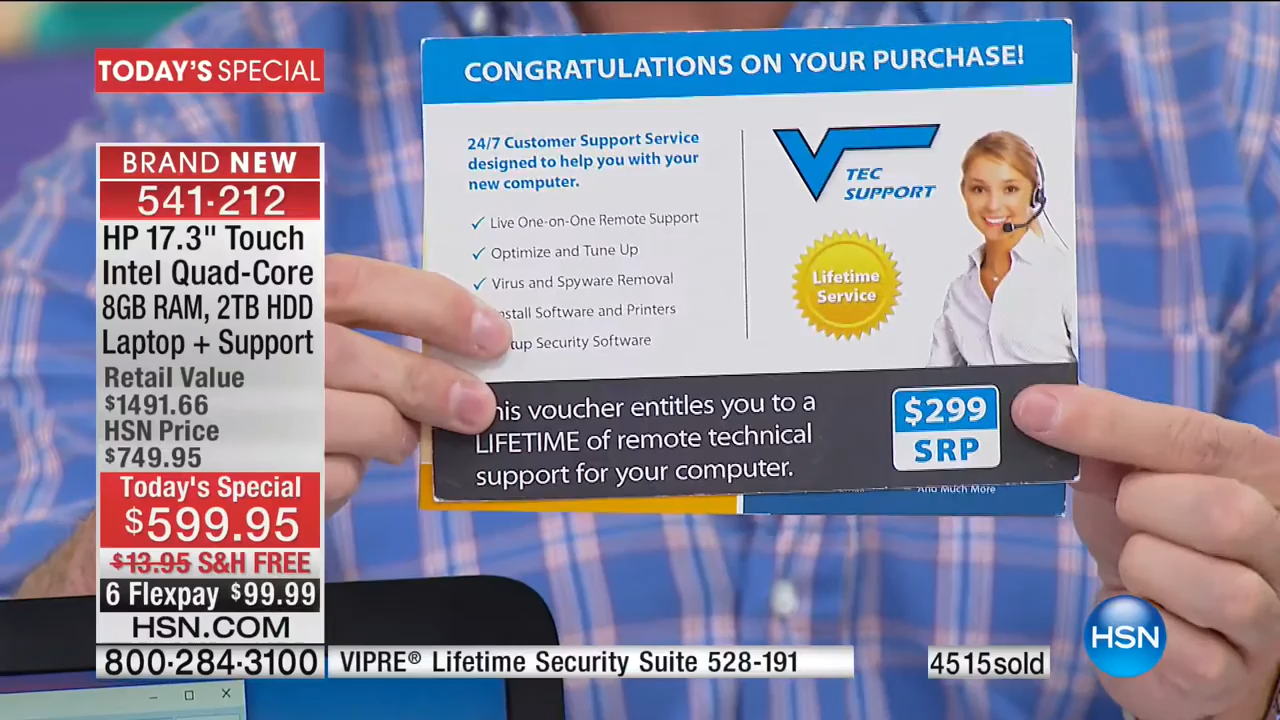 TODAY'S SPECIAL
BRAND NEW
541·212
HP 17.3" Touch
Intel Quad-Core
8GB RAM, 2TB HDD
Laptop + Support
Retail Value
$1491.66
HSN Price
$749.95
Today's Special
$599.95
$13.95 S&H FREE
6 Flexpay $99.99
HSN.COM
800·284·3100
VIPRE® Lifetime Security Suite 528-191
4515sold
HSN
CONGRATULATIONS ON YOUR PURCHASE!
24/7 Customer Support Service
designed to help you with your
new computer.
✓ Live One-on-One Remote Support
✓ Optimize and Tune Up
✓ Virus and Spyware Removal
nstall Software and Printers
tup Security Software
V
TEC
SUPPORT
Lifetime
Service
his voucher entitles you to a
LIFETIME of remote technical
support for your computer.
$299
SRP
And Much More